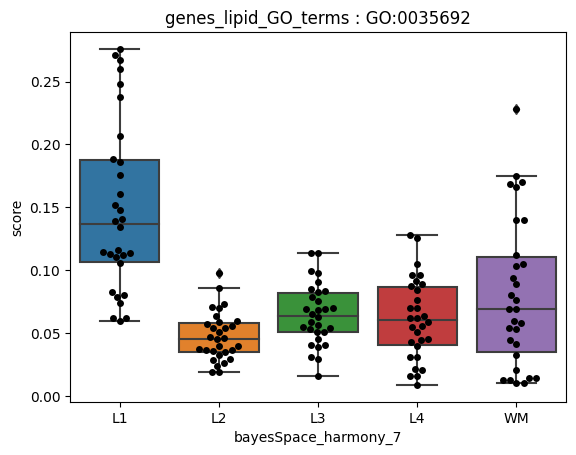 genes_lipid_GO_terms : GO:0035692
score
0.25
0.20
0.15
0.10
0.05
0.00
L1 L2 L3 L4 WM
bayesSpace_harmony_7